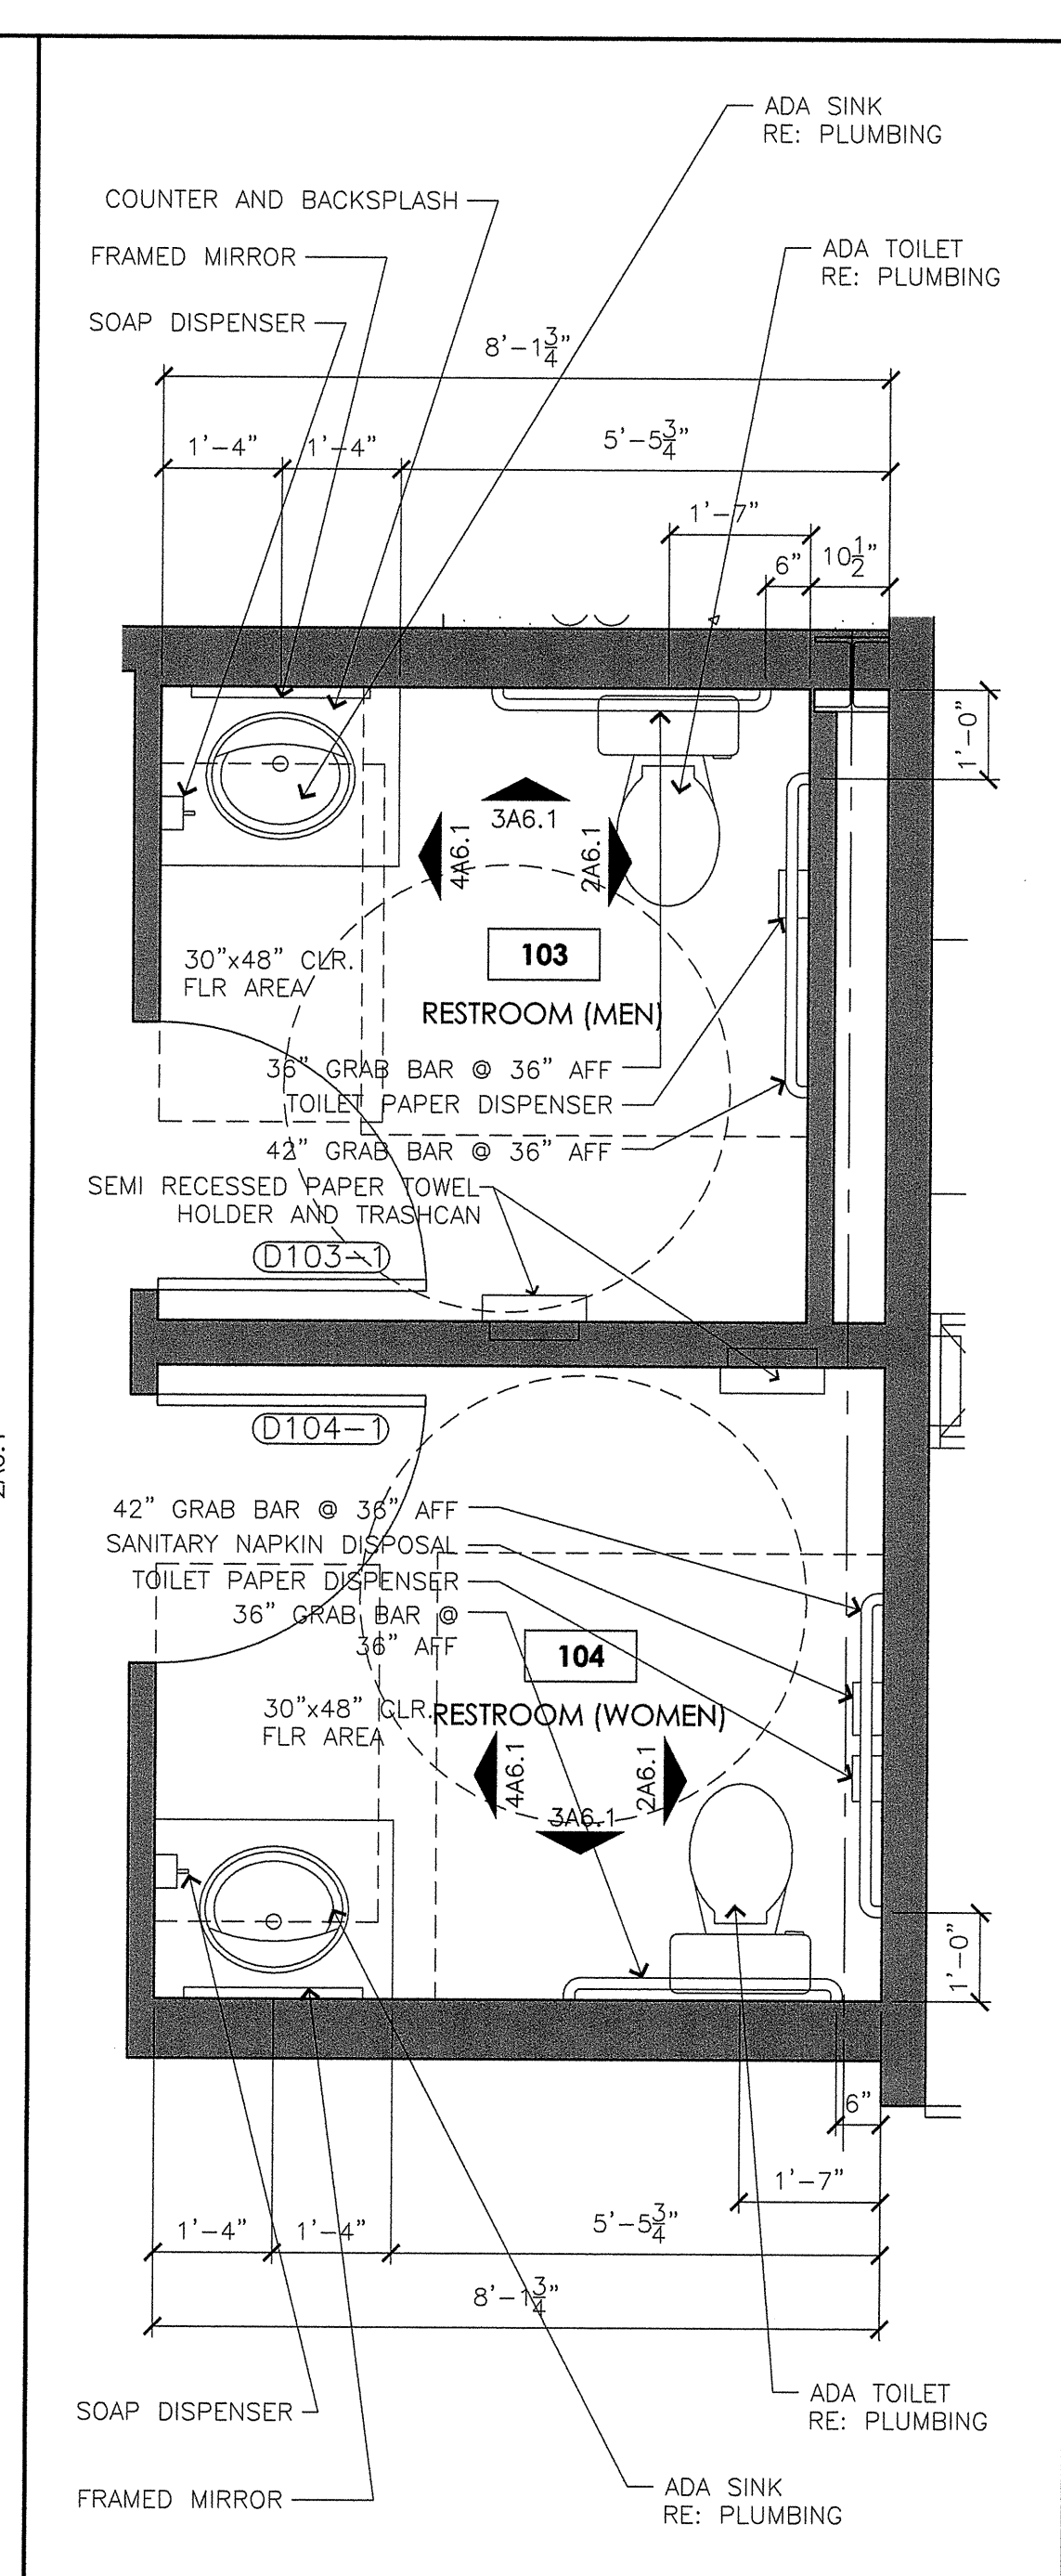 ADA SINK
RE: PLUMBING
COUNTER AND BACKSPLASH
FRAMED MIRROR
ADA TOILET
RE: PLUMBING
SOAP DISPENSER
8'-1 3/4"
1'-4"
1'-4"
5'-5 3/4"
1'-7"
6"
10 1/2"
1'-0"
3A6.1
4A6.1
2A6.1
103
30"x48" CLR.
FLR AREA
RESTROOM (MEN)
36" GRAB BAR @ 36" AFF
TOILET PAPER DISPENSER
42" GRAB BAR @ 36" AFF
SEMI RECESSED PAPER TOWEL
HOLDER AND TRASHCAN
D103-1
D104-1
42" GRAB BAR @ 36" AFF
SANITARY NAPKIN DISPOSAL
TOILET PAPER DISPENSER
36" GRAB BAR @
36" AFF
104
30"x48" CLR.
FLR AREA
RESTROOM (WOMEN)
4A6.1
2A6.1
3A6.1
1'-0"
6"
1'-7"
1'-4"
1'-4"
5'-5 3/4"
8'-1 3/4"
ADA TOILET
RE: PLUMBING
SOAP DISPENSER
ADA SINK
RE: PLUMBING
FRAMED MIRROR